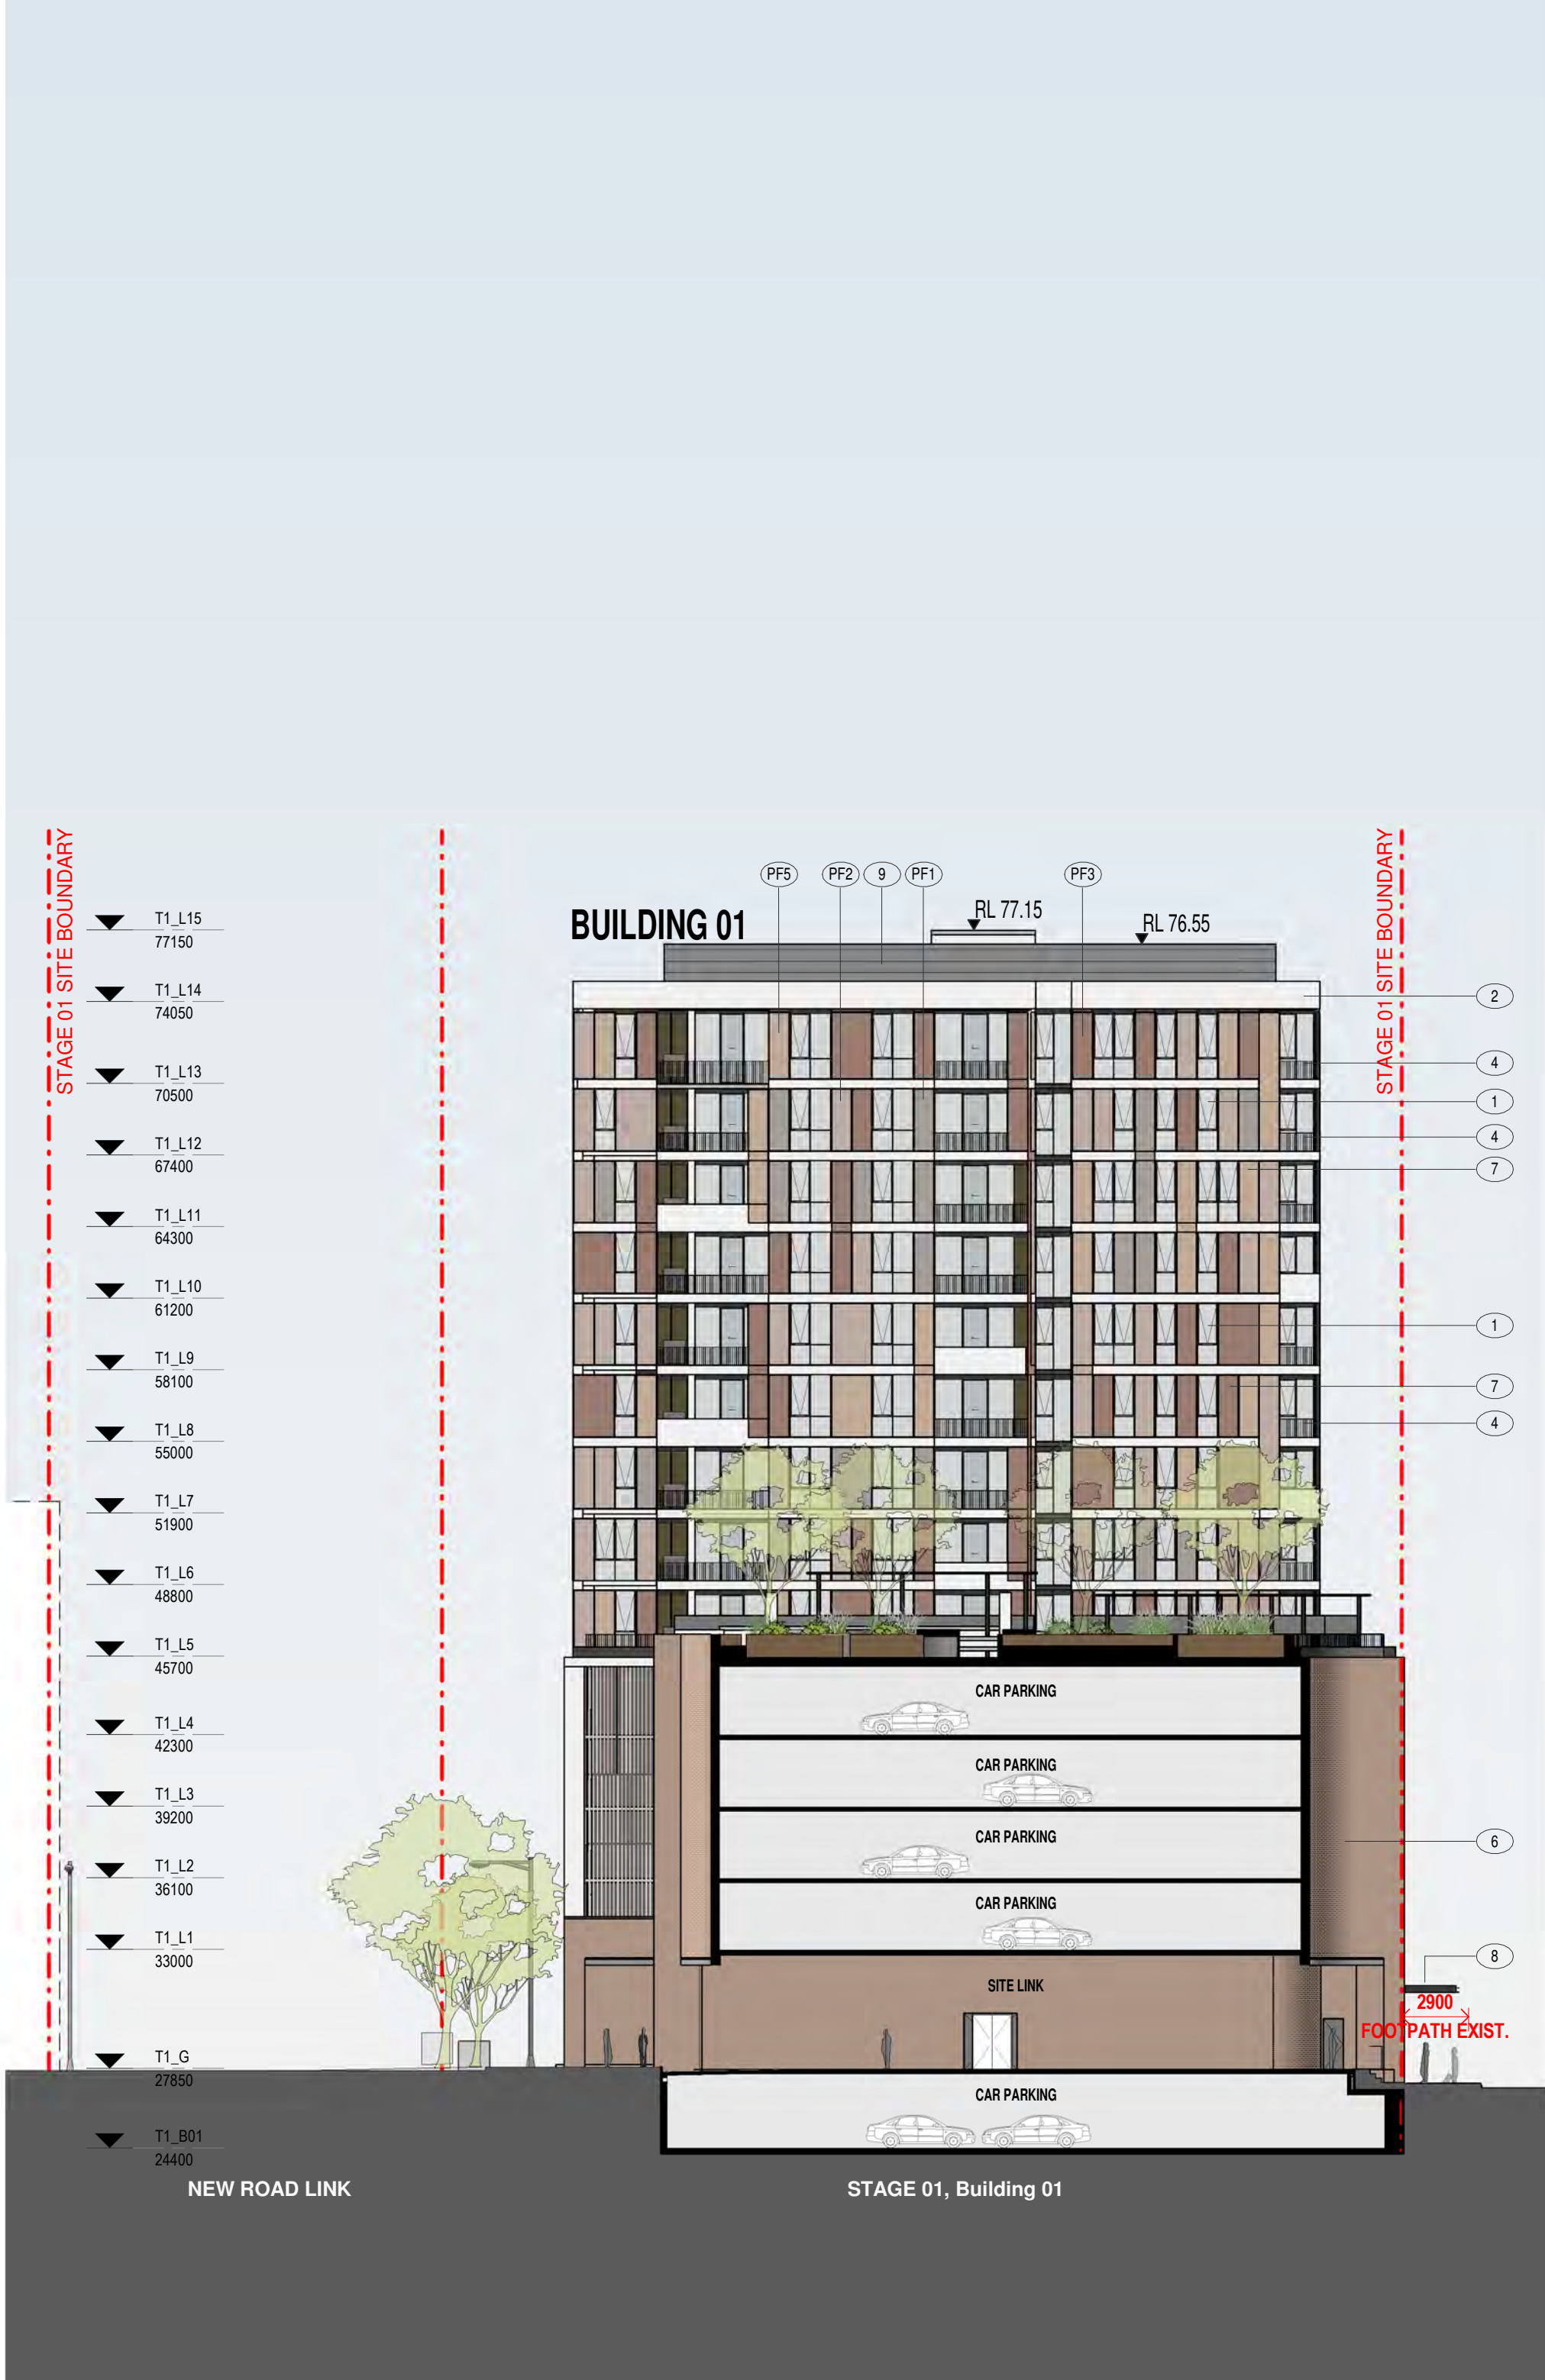 STAGE 01 SITE BOUNDARY
STAGE 01 SITE BOUNDARY
PF5
PF2
9
PF1
PF3
BUILDING 01
RL 77.15
RL 76.55
T1_L15
77150
T1_L14
74050
T1_L13
70500
T1_L12
67400
T1_L11
64300
T1_L10
61200
T1_L9
58100
T1_L8
55000
T1_L7
51900
T1_L6
48800
T1_L5
45700
T1_L4
42300
T1_L3
39200
T1_L2
36100
T1_L1
33000
T1_G
27850
T1_B01
24400
2
4
1
4
7
1
7
4
6
8
CAR PARKING
CAR PARKING
CAR PARKING
CAR PARKING
SITE LINK
2900
FOOTPATH EXIST.
CAR PARKING
NEW ROAD LINK
STAGE 01, Building 01